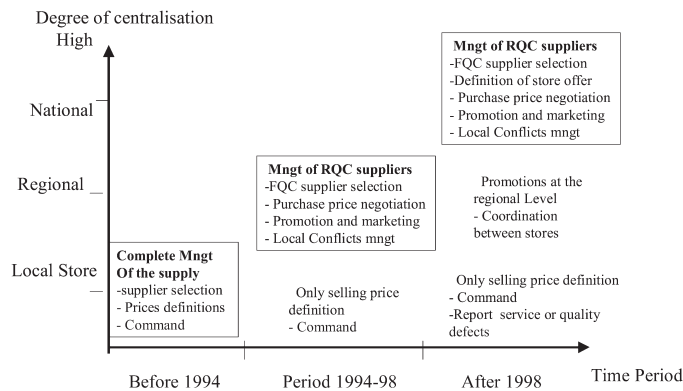 Degree of centralisation
High
National
Regional
Local Store
Mngt of RQC suppliers
-FQC supplier selection
-Definition of store offer
- Purchase price negotiation
- Promotion and marketing
- Local Conflicts mngt
Mngt of RQC suppliers
-FQC supplier selection
- Purchase price negotiation
- Promotion and marketing
- Local Conflicts mngt
Promotions at the
regional Level
- Coordination
between stores
Complete Mngt
Of the supply
-supplier selection
- Prices definitions
- Command
Only selling price
definition
- Command
Only selling price definition
- Command
-Report service or quality
defects
Before 1994
Period 1994-98
After 1998
Time Period